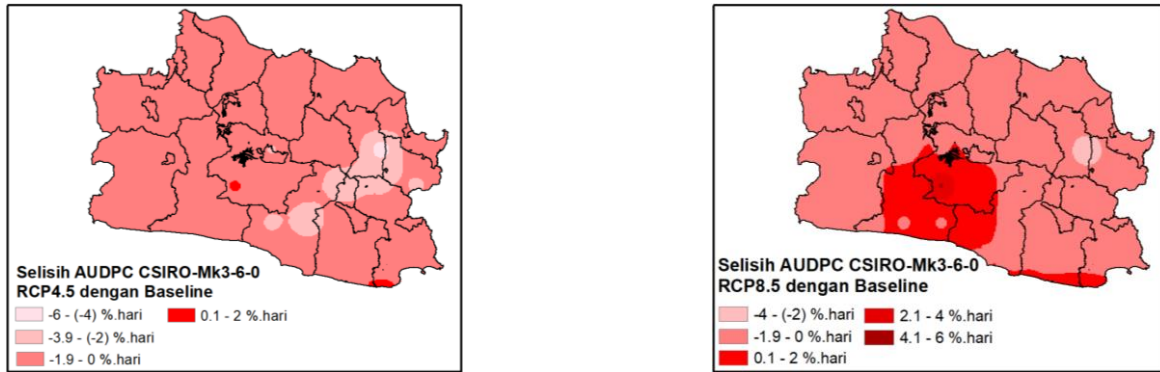 Selisih AUDPC CSIRO-Mk3-6-0
RCP4.5 dengan Baseline
-6 - (-4) %.hari
0.1 - 2 %.hari
-3.9 - (-2) %.hari
-1.9 - 0 %.hari
Selisih AUDPC CSIRO-Mk3-6-0
RCP8.5 dengan Baseline
-4 - (-2) %.hari
2.1 - 4 %.hari
-1.9 - 0 %.hari
4.1 - 6 %.hari
0.1 - 2 %.hari